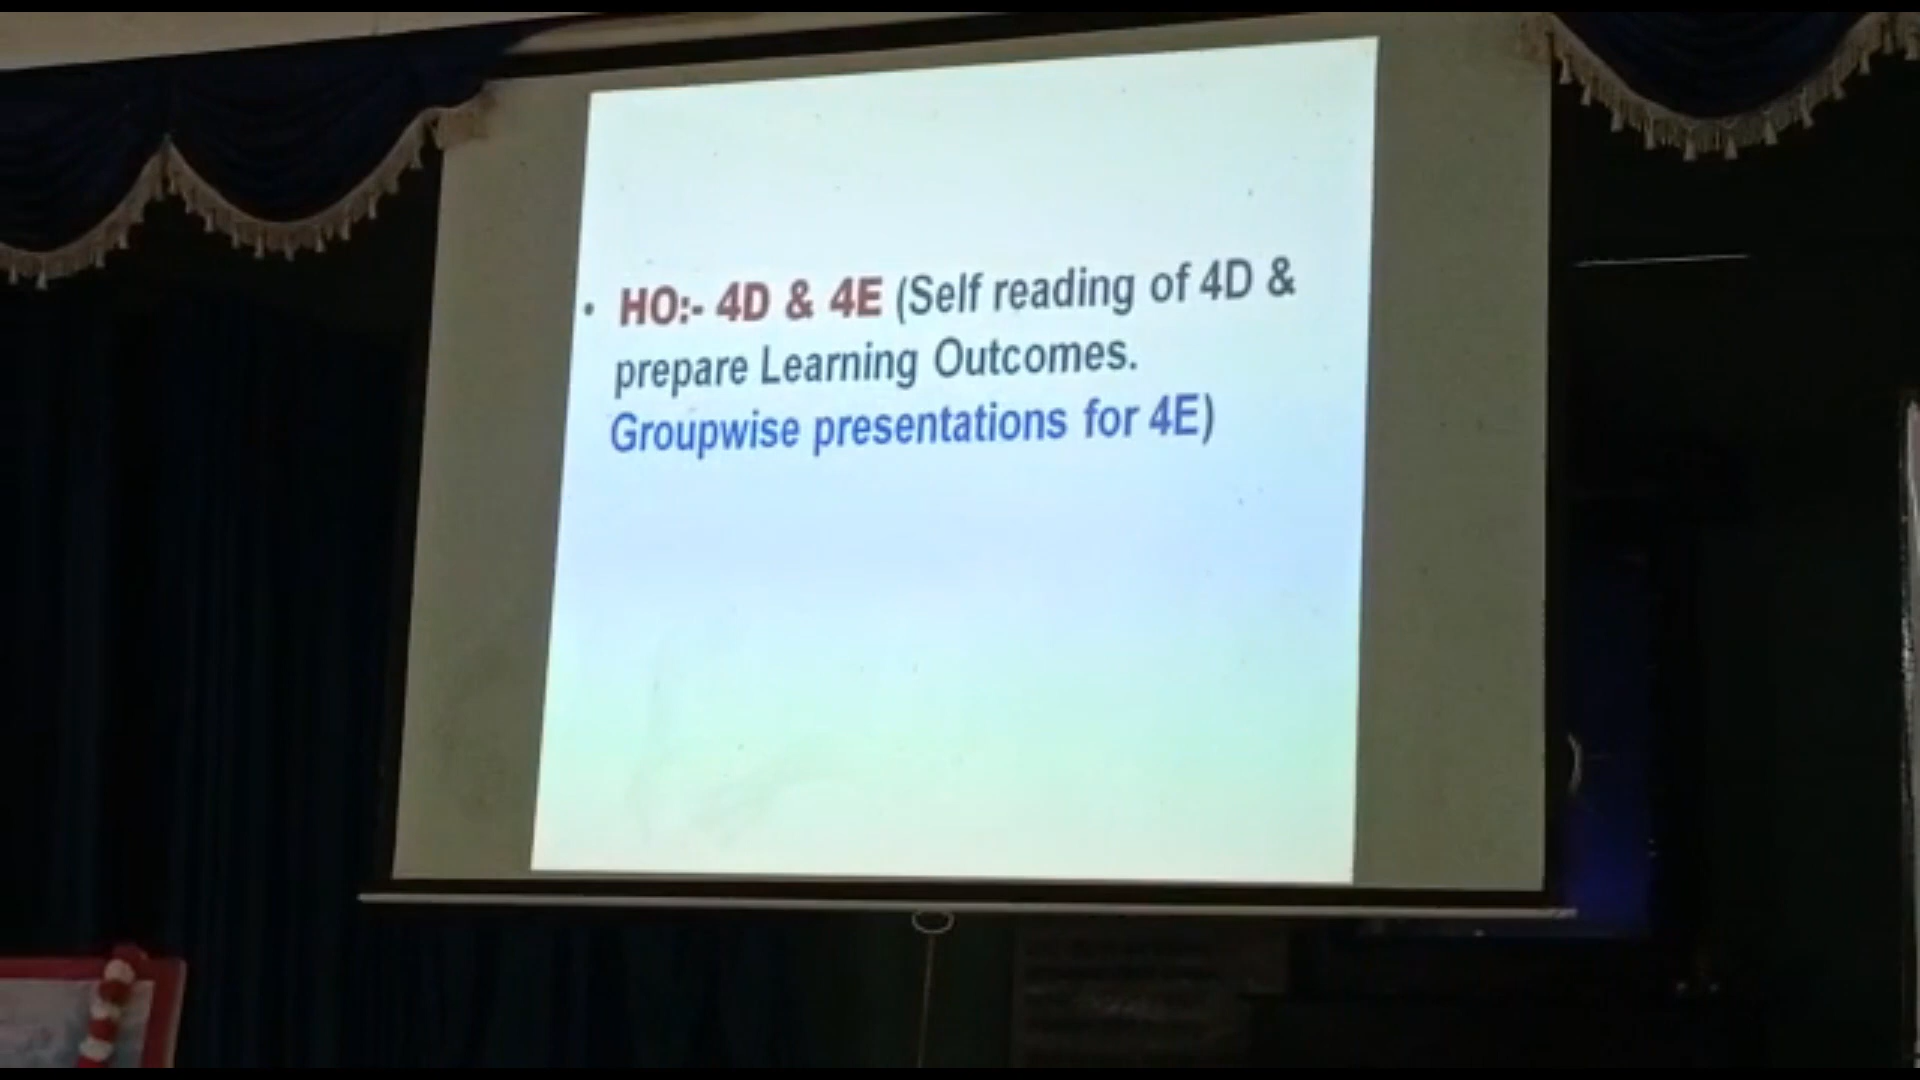 • HO:- 4D & 4E (Self reading of 4D &
prepare Learning Outcomes.
Groupwise presentations for 4E)